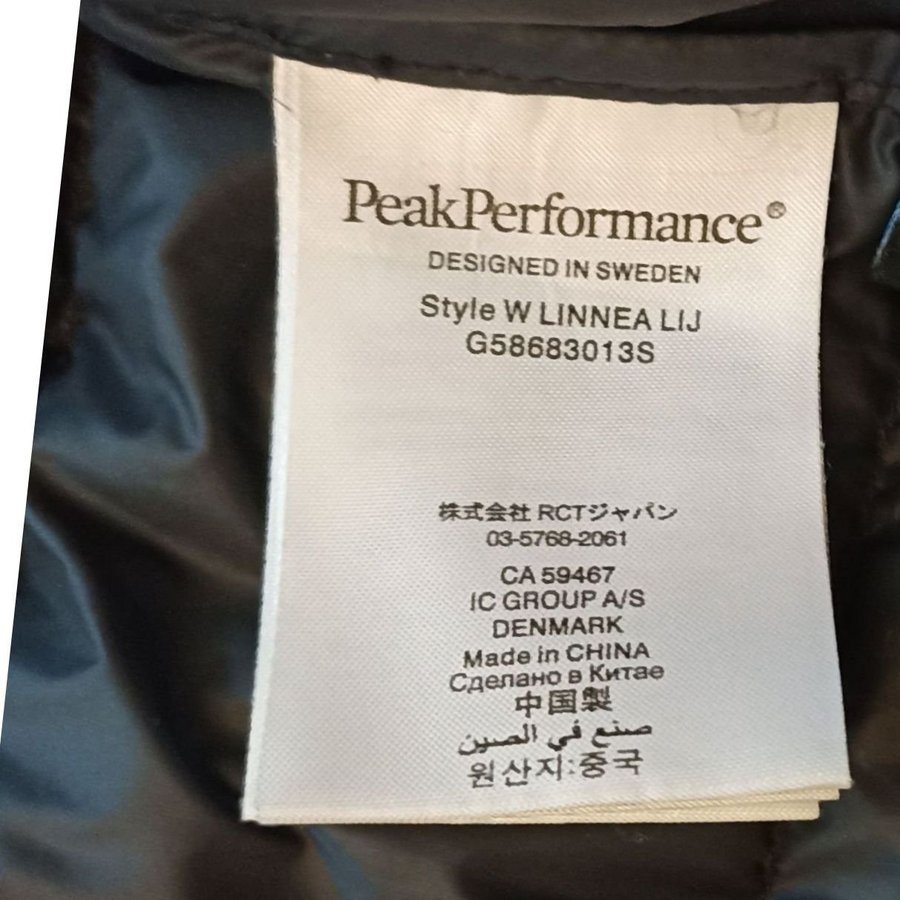 PeakPerformance®
DESIGNED IN SWEDEN
Style W LINNEA LIJ
G58683013S
株式会社 RCTジャパン
03-5768-2061
CA 59467
IC GROUP A/S
DENMARK
Made in CHINA
Сделано в Китае
中国製
صنع في الصين
원산지:중국